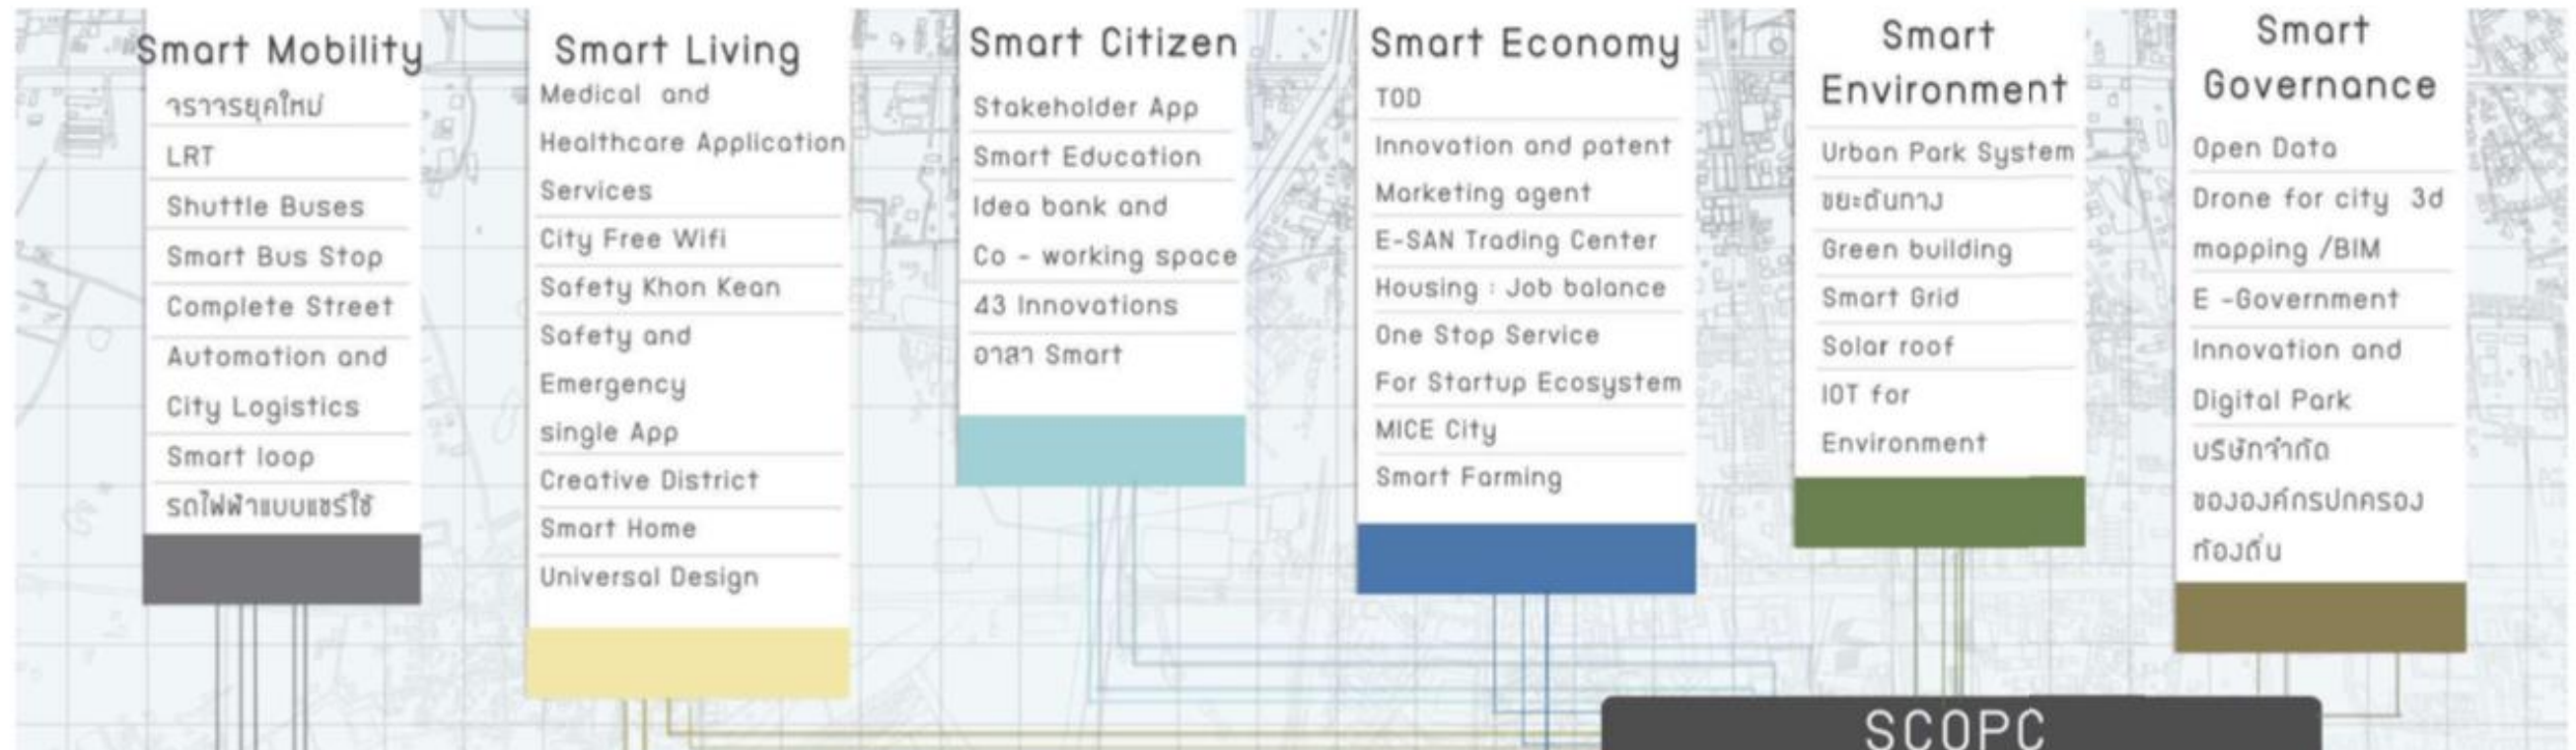 Smart Mobility
จราจรยุคใหม่
LRT
Shuttle Buses
Smart Bus Stop
Complete Street
Automation and
City Logistics
Smart loop
รถไฟฟ้าแบบแชร์ใช้
Smart Living
Medical and
Healthcare Application
Services
City Free Wifi
Safety Khon Kean
Safety and
Emergency
single App
Creative District
Smart Home
Universal Design
Smart Citizen
Stakeholder App
Smart Education
Idea bank and
Co - working space
43 Innovations
อาสา Smart
Smart Economy
TOD
Innovation and patent
Marketing agent
E-SAN Trading Center
Housing : Job balance
One Stop Service
For Startup Ecosystem
MICE City
Smart Farming
Smart
Environment
Urban Park System
ขยะต้นทาง
Green building
Smart Grid
Solar roof
IOT for
Environment
Smart
Governance
Open Data
Drone for city 3d
mapping /BIM
E -Government
Innovation and
Digital Park
บริษัทจำกัด
ขององค์กรปกครอง
ท้องถิ่น
SCOPC